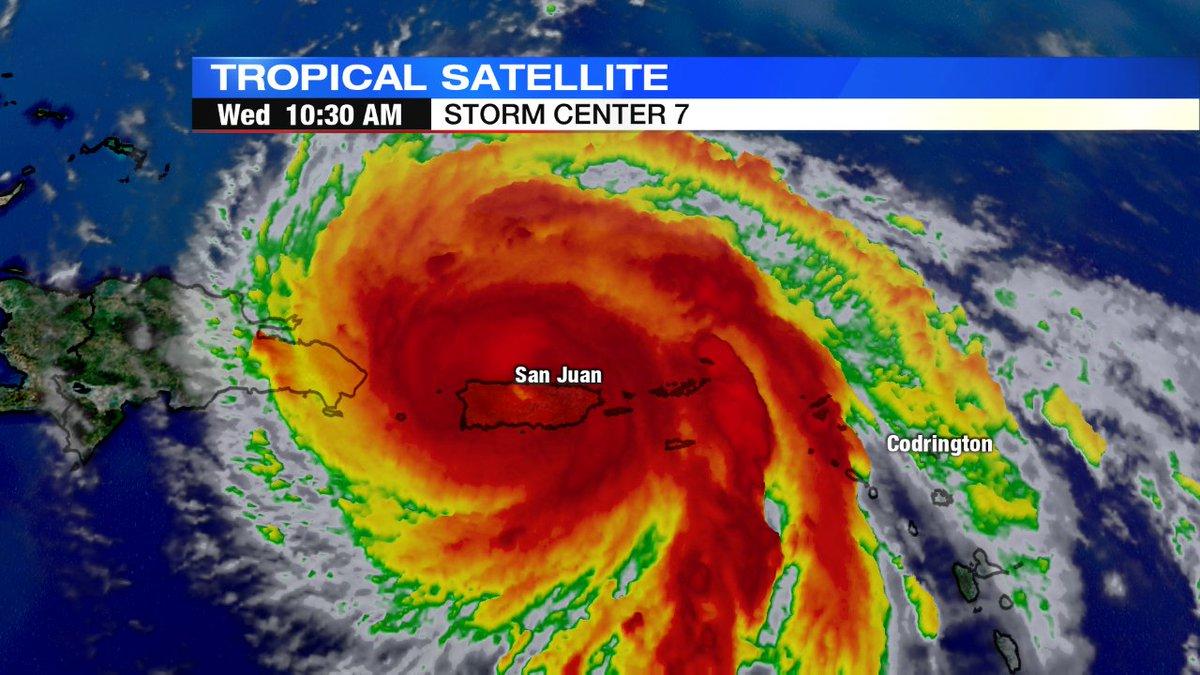 TROPICAL SATELLITE
Wed 10:30 AM STORM CENTER 7
San Juan
Codrington